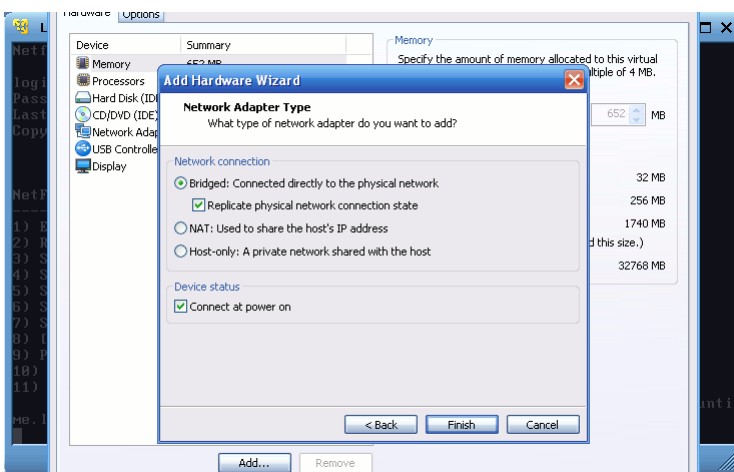 Hardware Options
Device Summary
Memory 652 MB
Processors
Hard Disk (IDE
CD/DVD (IDE)
Network Adap
USB Controlle
Display
Memory
Specify the amount of memory allocated to this virtual
ltiple of 4 MB.
652 MB
32 MB
256 MB
1740 MB
d this size.)
32768 MB
Add Hardware Wizard
Network Adapter Type
What type of network adapter do you want to add?
Network connection
Bridged: Connected directly to the physical network
Replicate physical network connection state
NAT: Used to share the host's IP address
Host-only: A private network shared with the host
Device status
Connect at power on
< Back Finish Cancel
Add... Remove
L
Netf
logi
Pass
Last
Copy
NetF
1) E
2) R
3) S
4) S
5) S
6) S
7) S
8) D
9) P
10)
11)
unti